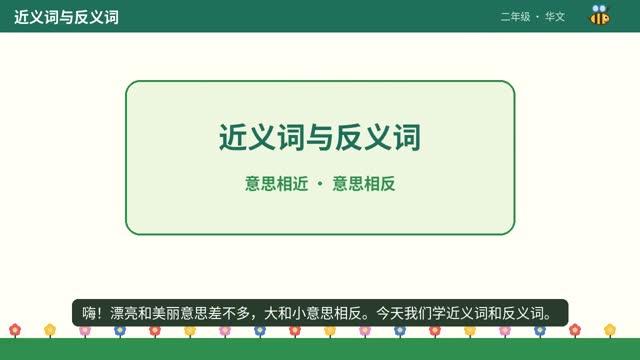 近义词与反义词
二年级 · 华文
近义词与反义词
意思相近 · 意思相反
嗨！漂亮和美丽意思差不多，大和小意思相反。今天我们学近义词和反义词。